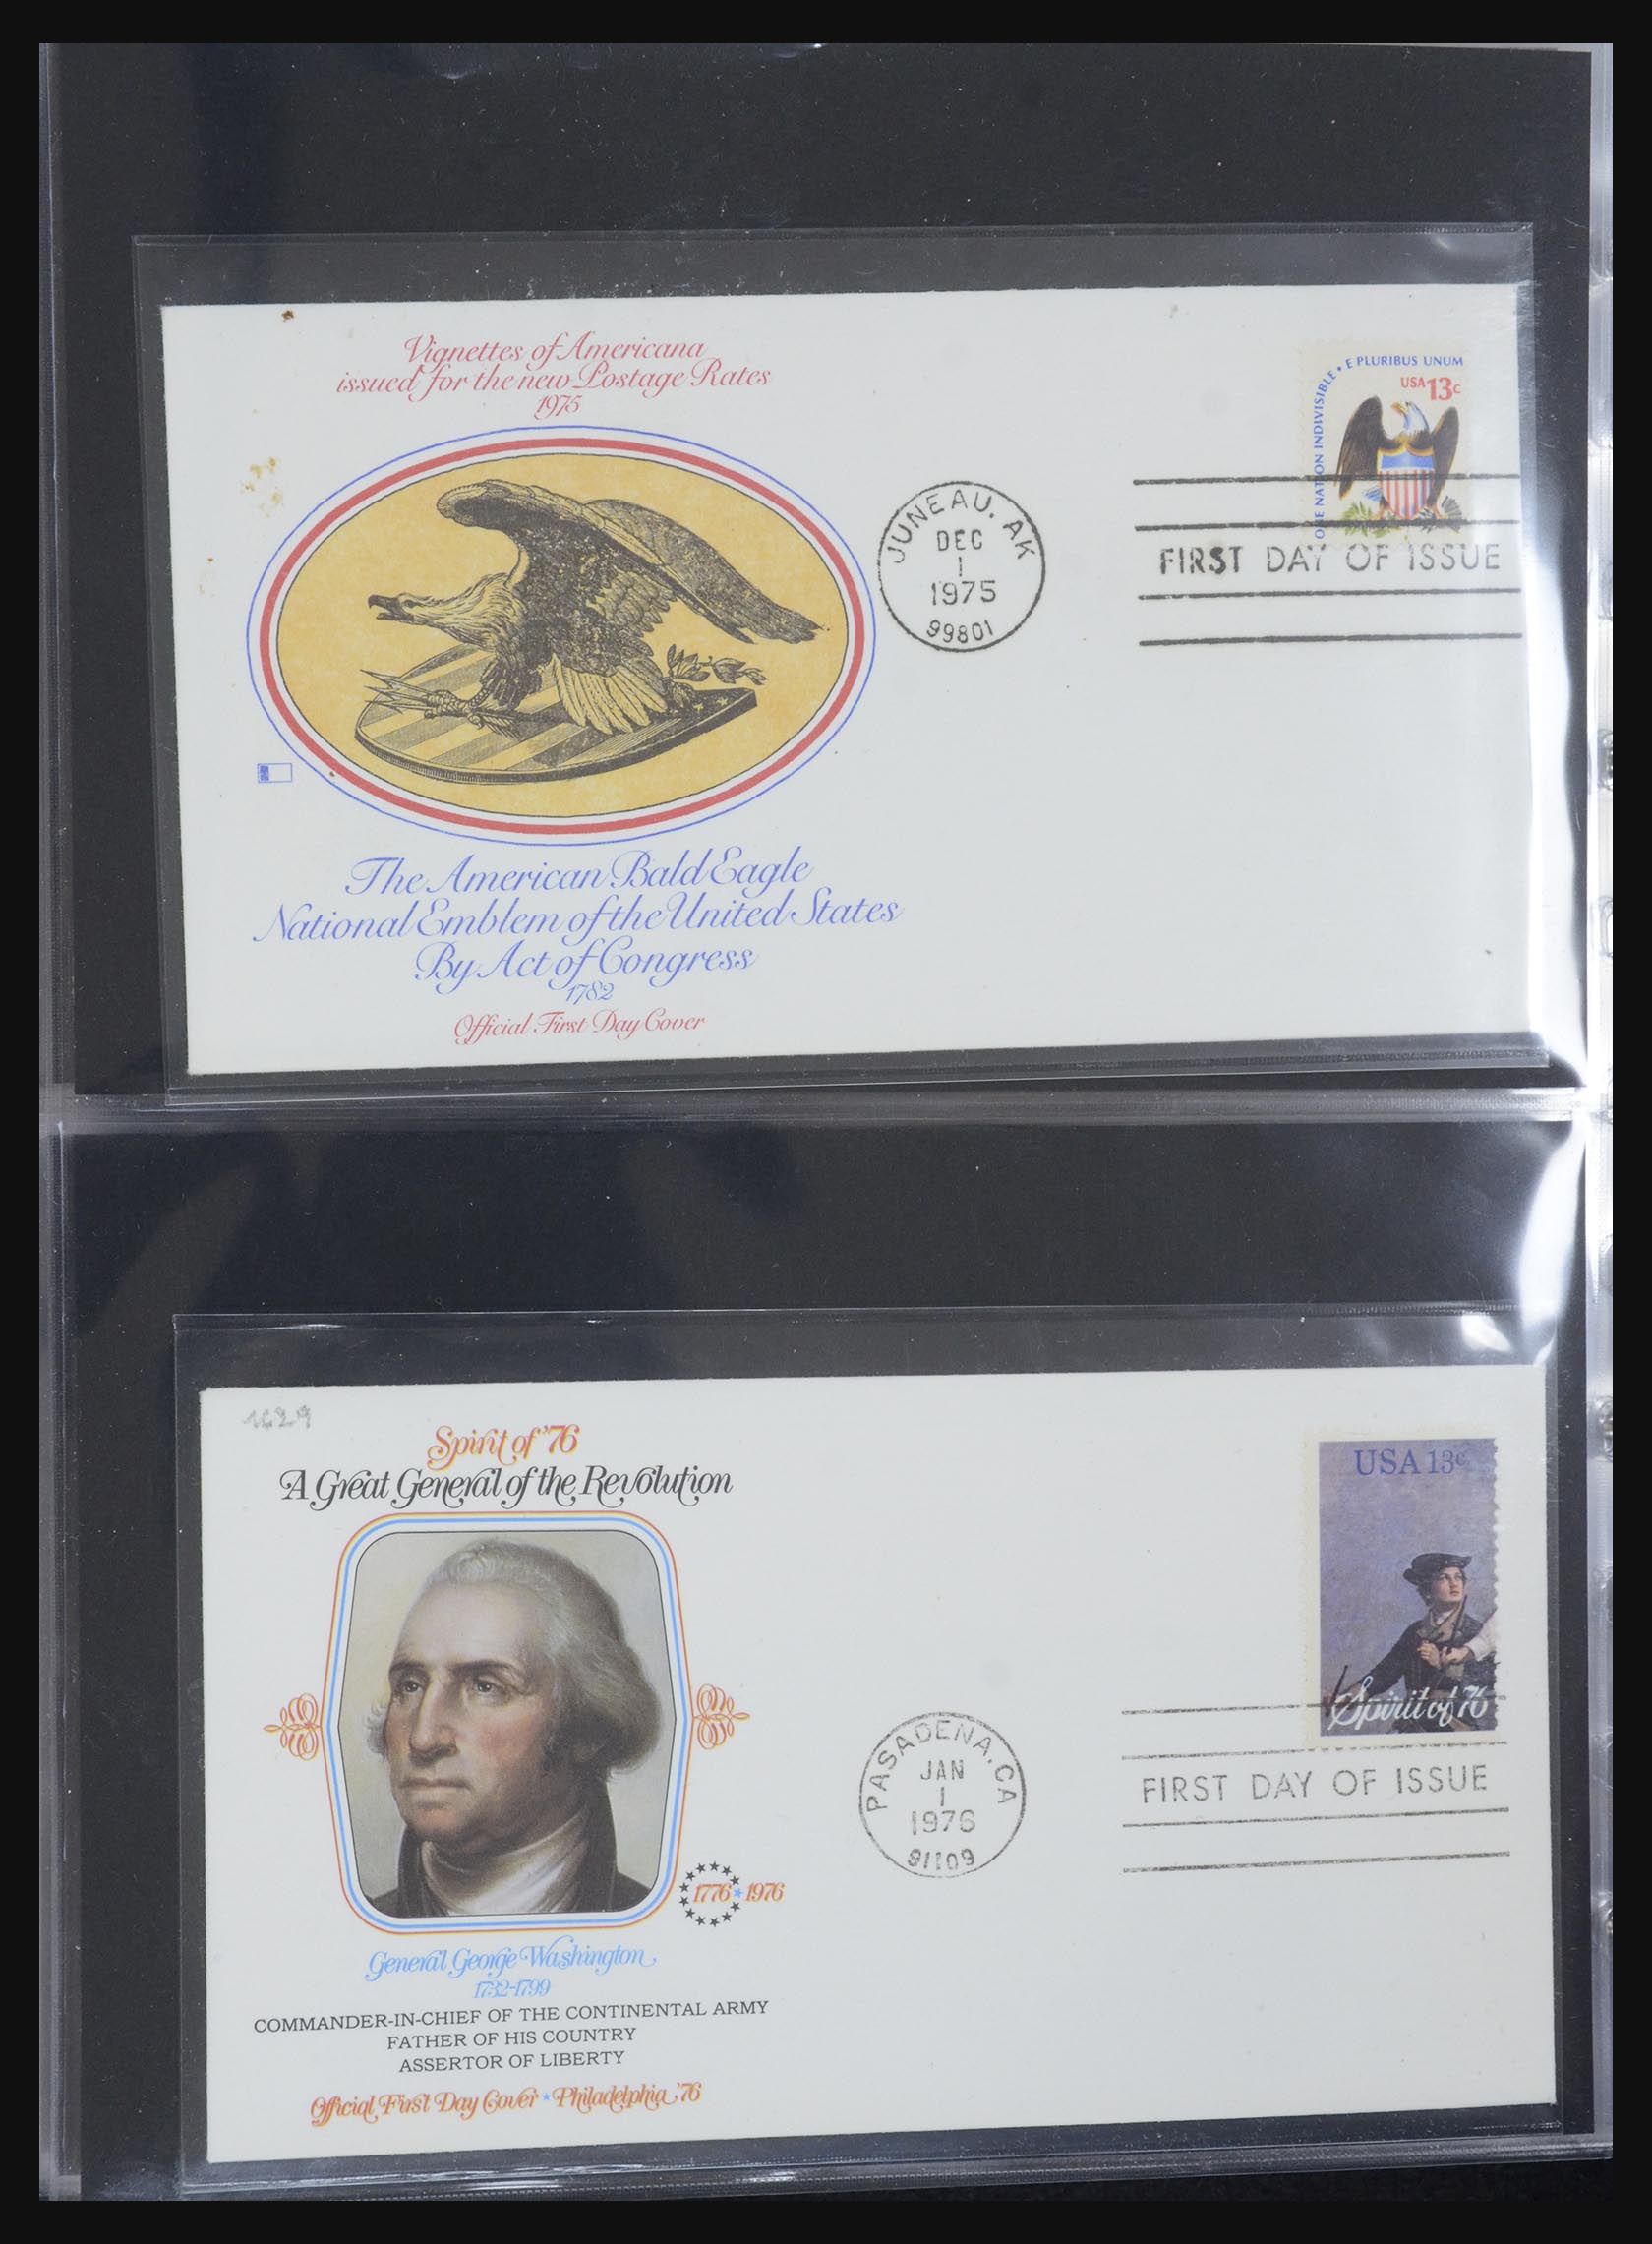 Vignettes of Americana
issued for the new Postage Rates
1975
E PLURIBUS UNUM
ONE NATION INDIVISIBLE •
USA 13c
JUNEAU. AK
DEC
1
1975
99801
FIRST DAY OF ISSUE
The American Bald Eagle
National Emblem of the United States
By Act of Congress
1782
Official First Day Cover
1629
Spirit of '76
A Great General of the Revolution
USA 13c
Spirit of 76
PASADENA. CA
JAN
1
1976
91109
FIRST DAY OF ISSUE
1776 ★ 1976
General George Washington
1732-1799
COMMANDER-IN-CHIEF OF THE CONTINENTAL ARMY
FATHER OF HIS COUNTRY
ASSERTOR OF LIBERTY
Official First Day Cover ★ Philadelphia '76